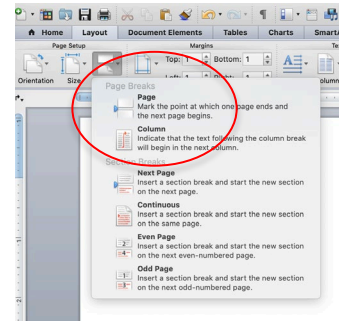 Home Layout Document Elements Tables Charts SmartA
Page Setup Margins Te
Orientation Size Top: 1 Bottom: 1
Left: 1 Right: 1 olumn
Page Breaks
Page
Mark the point at which one page ends and
the next page begins.
Column
Indicate that the text following the column break
will begin in the next column.
Section Breaks
Next Page
Insert a section break and start the new section
on the next page.
Continuous
Insert a section break and start the new section
on the same page.
Even Page
Insert a section break and start the new section
on the next even-numbered page.
Odd Page
Insert a section break and start the new section
on the next odd-numbered page.